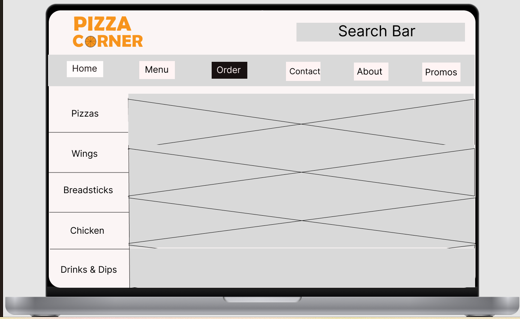 PIZZA
CORNER
Search Bar
Home Menu Order Contact About Promos
Pizzas
Wings
Breadsticks
Chicken
Drinks & Dips